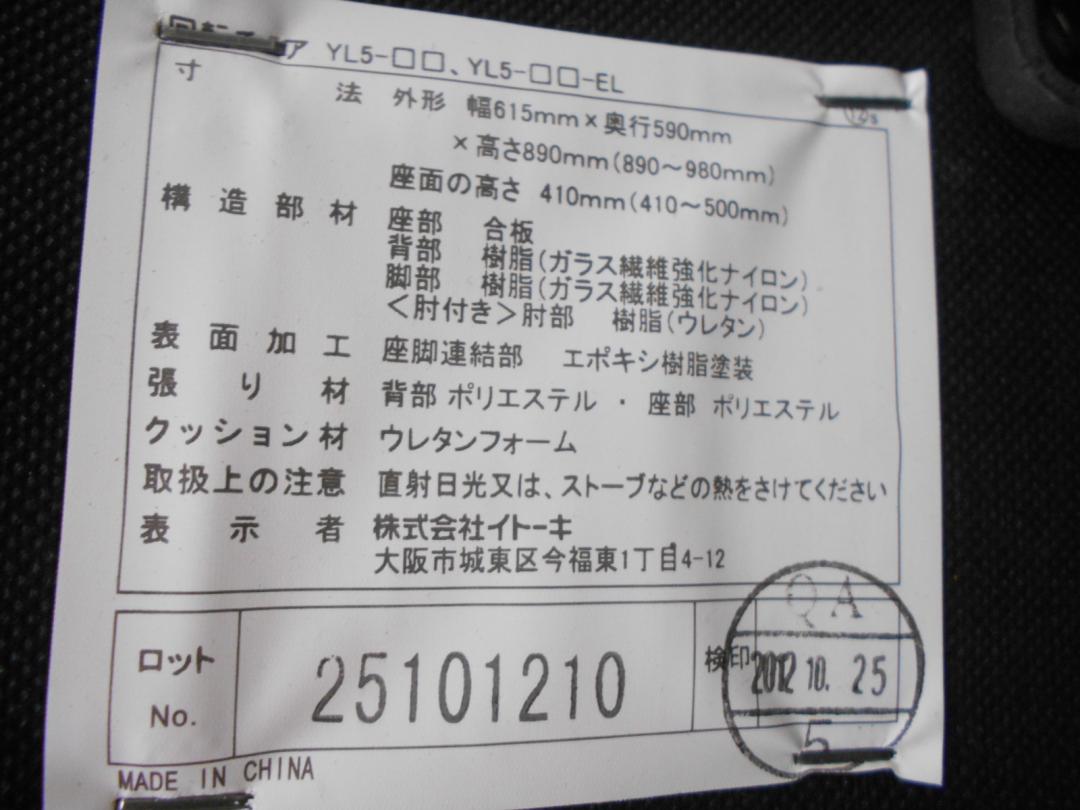 回転チェア YL5-□□、YL5-□□-EL
寸法 外形 幅615mm×奥行590mm
×高さ890mm(890～980mm)
座面の高さ 410mm(410～500mm)
構造部材 座部 合板
背部 樹脂(ガラス繊維強化ナイロン)
脚部 樹脂(ガラス繊維強化ナイロン)
＜肘付き＞肘部 樹脂(ウレタン)
表面加工 座脚連結部 エポキシ樹脂塗装
張り材 背部 ポリエステル ・ 座部 ポリエステル
クッション材 ウレタンフォーム
取扱上の注意 直射日光又は、ストーブなどの熱をさけてください
表示者 株式会社イトーキ
大阪市城東区今福東1丁目4-12
ロット No. 25101210
検印 QA 2012 10. 25 5
MADE IN CHINA